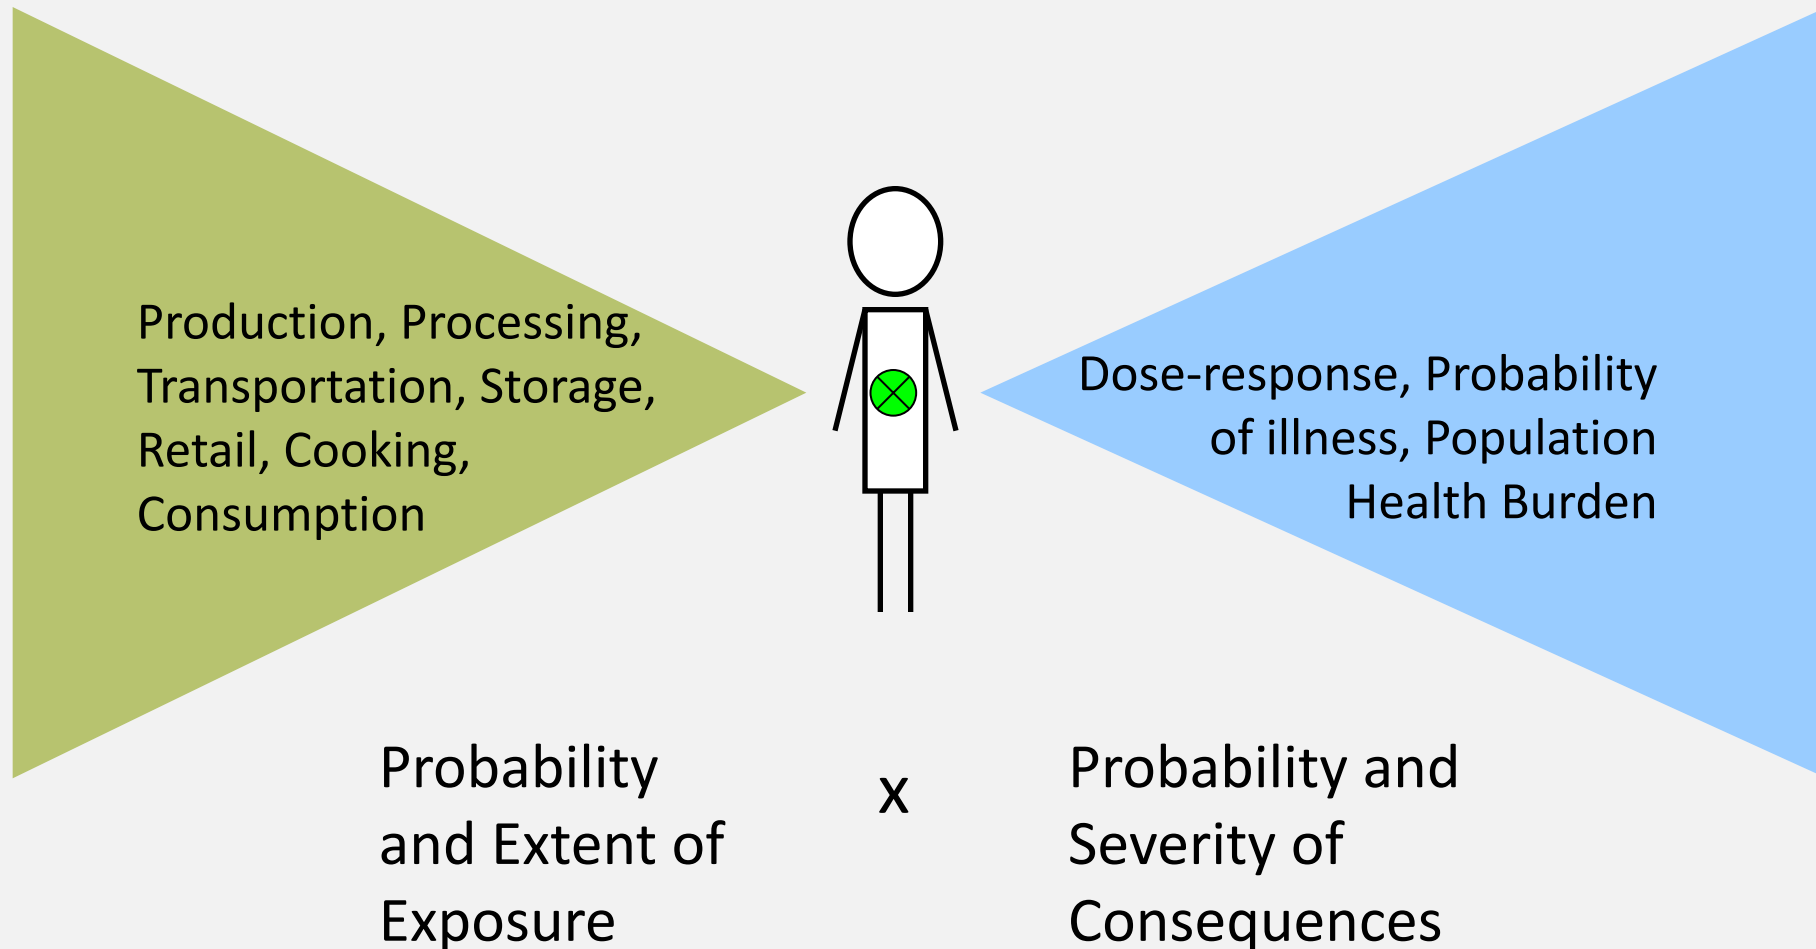 Production, Processing,
Transportation, Storage,
Retail, Cooking,
Consumption
Dose-response, Probability
of illness, Population
Health Burden
Probability
and Extent of
Exposure
x
Probability and
Severity of
Consequences